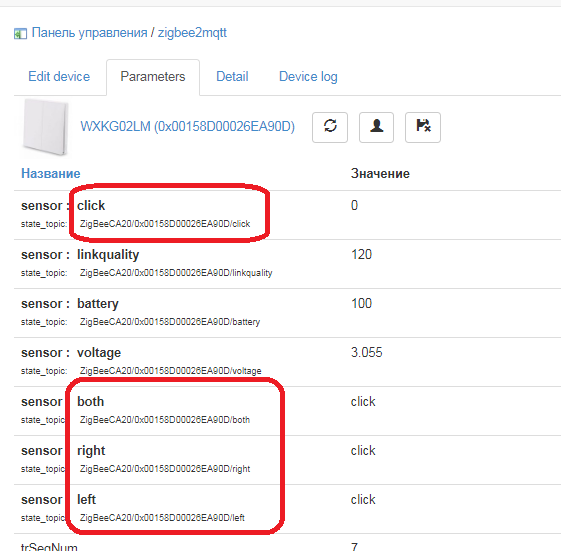 Панель управления / zigbee2mqtt
Edit device Parameters Detail Device log
WXKG02LM (0x00158D00026EA90D)
Название Значение
sensor : click 0
state_topic: ZigBeeCA20/0x00158D00026EA90D/click
sensor : linkquality 120
state_topic: ZigBeeCA20/0x00158D00026EA90D/linkquality
sensor : battery 100
state_topic: ZigBeeCA20/0x00158D00026EA90D/battery
sensor : voltage 3.055
state_topic: ZigBeeCA20/0x00158D00026EA90D/voltage
sensor both click
state_topic ZigBeeCA20/0x00158D00026EA90D/both
sensor right click
state_topic ZigBeeCA20/0x00158D00026EA90D/right
sensor left click
state_topic ZigBeeCA20/0x00158D00026EA90D/left
trSeqNum 7